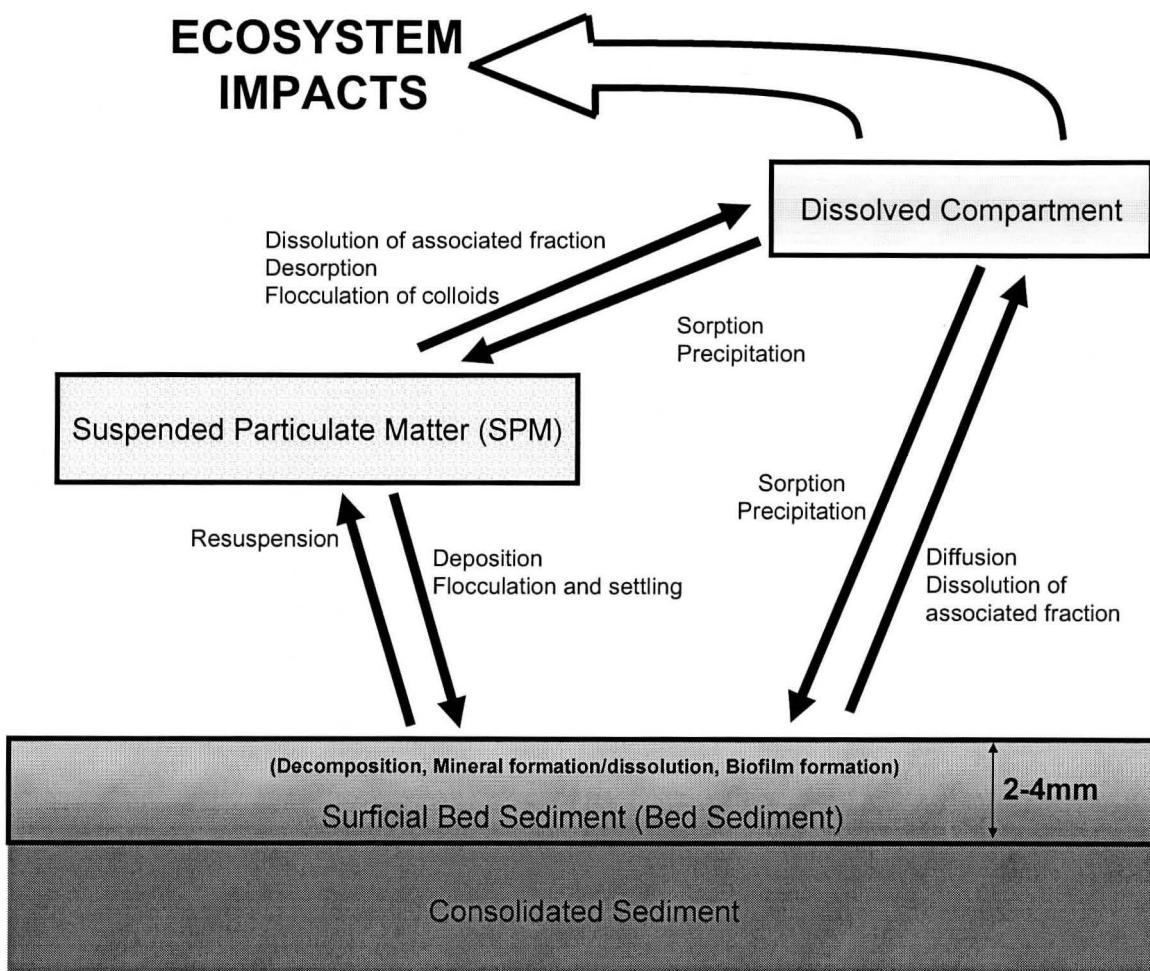 ECOSYSTEM
IMPACTS
Dissolved Compartment
Dissolution of associated fraction
Desorption
Flocculation of colloids
Sorption
Precipitation
Suspended Particulate Matter (SPM)
Sorption
Precipitation
Resuspension
Deposition
Flocculation and settling
Diffusion
Dissolution of
associated fraction
(Decomposition, Mineral formation/dissolution, Biofilm formation)
2-4mm
Surficial Bed Sediment (Bed Sediment)
Consolidated Sediment